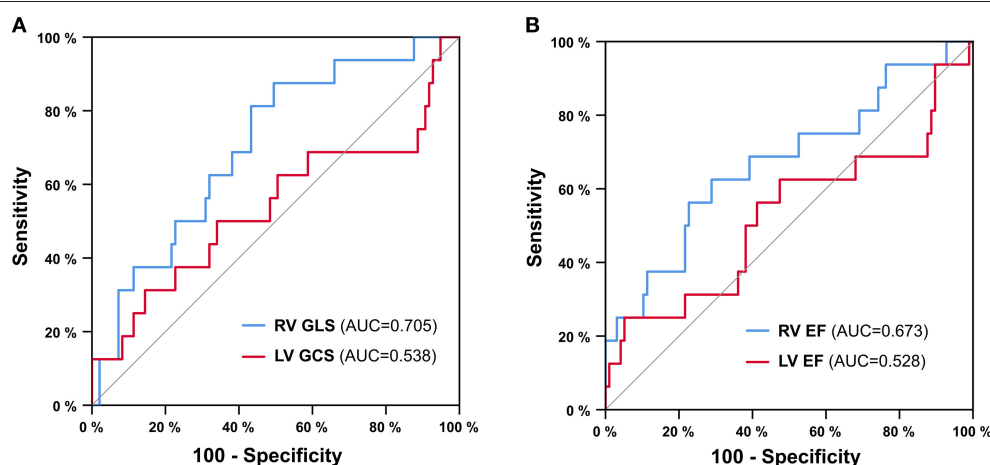 A
100 %
80 %
60 %
40 %
20 %
0 %
Sensitivity
RV GLS (AUC=0.705)
LV GCS (AUC=0.538)
0 % 20 % 40 % 60 % 80 % 100 %
100 - Specificity
B
100 %
80 %
60 %
40 %
20 %
0 %
Sensitivity
RV EF (AUC=0.673)
LV EF (AUC=0.528)
0 % 20 % 40 % 60 % 80 % 100 %
100 - Specificity